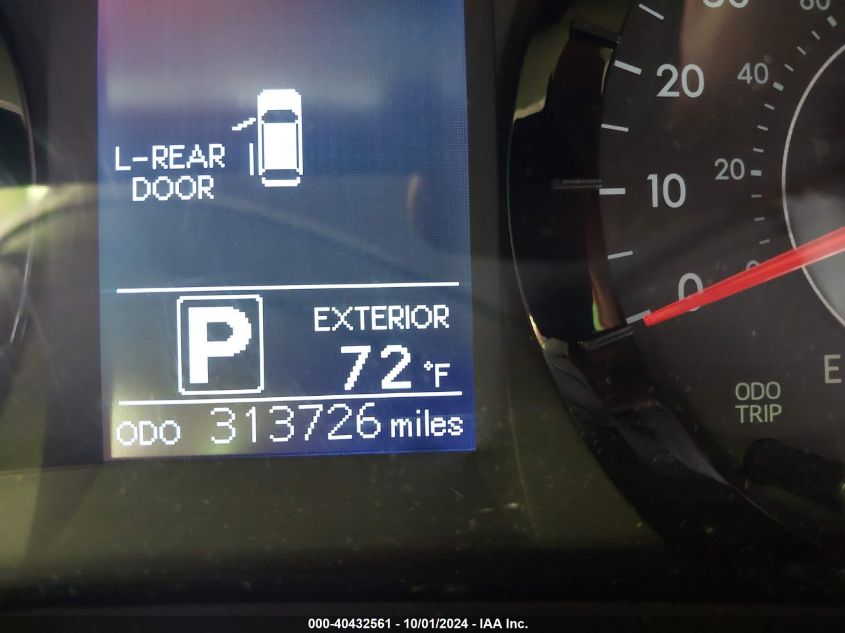 L-REAR
DOOR
P
EXTERIOR
72 °F
ODO 313726 miles
20
10
0
60
40
20
E
ODO
TRIP
000-40432561 - 10/01/2024 - IAA Inc.